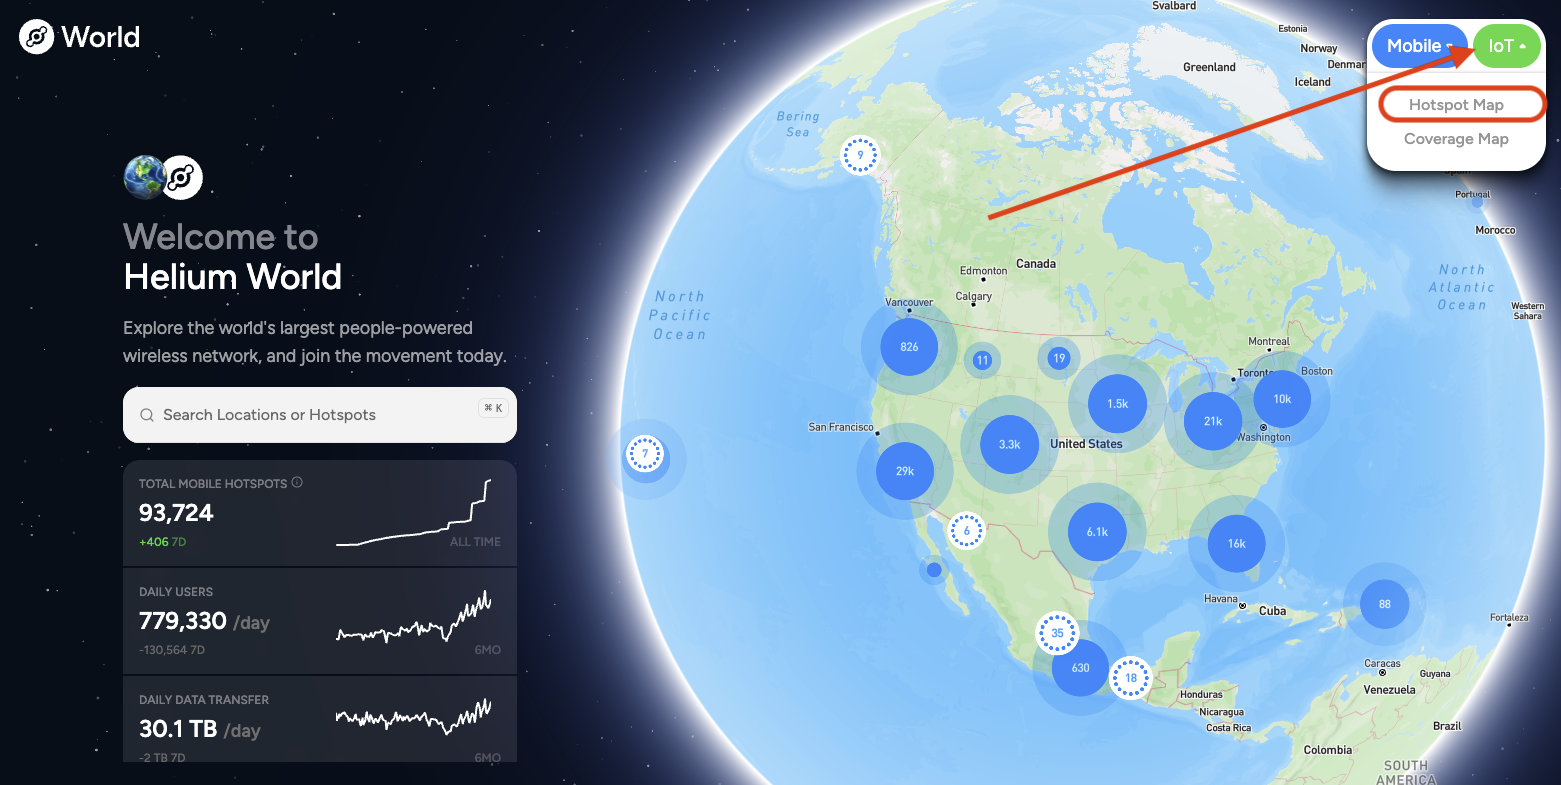 World
Mobile
IoT
Hotspot Map
Coverage Map
Welcome to
Helium World
Explore the world's largest people-powered
wireless network, and join the movement today.
Search Locations or Hotspots
⌘ K
TOTAL MOBILE HOTSPOTS
93,724
+406 7D
ALL TIME
DAILY USERS
779,330 /day
-130,564 7D
6MO
DAILY DATA TRANSFER
30.1 TB /day
-2 TB 7D
6MO
Svalbard
Estonia
Norway
Denmar
Iceland
Greenland
Bering
Sea
9
Spain
Portugal
Morocco
Canada
Edmonton
Calgary
Vancouver
North
Pacific
Ocean
North
Atlantic
Ocean
Western
Sahara
Montreal
Toronto
Boston
826
11
19
1.5k
10k
21k
Washington
San Francisco
United States
3.3k
29k
7
6
6.1k
16k
Havana
Cuba
88
Fortaleza
35
630
18
Caracas
Venezuela
Guyana
Honduras
Nicaragua
Costa Rica
Brazil
Colombia
SOUTH
AMERICA